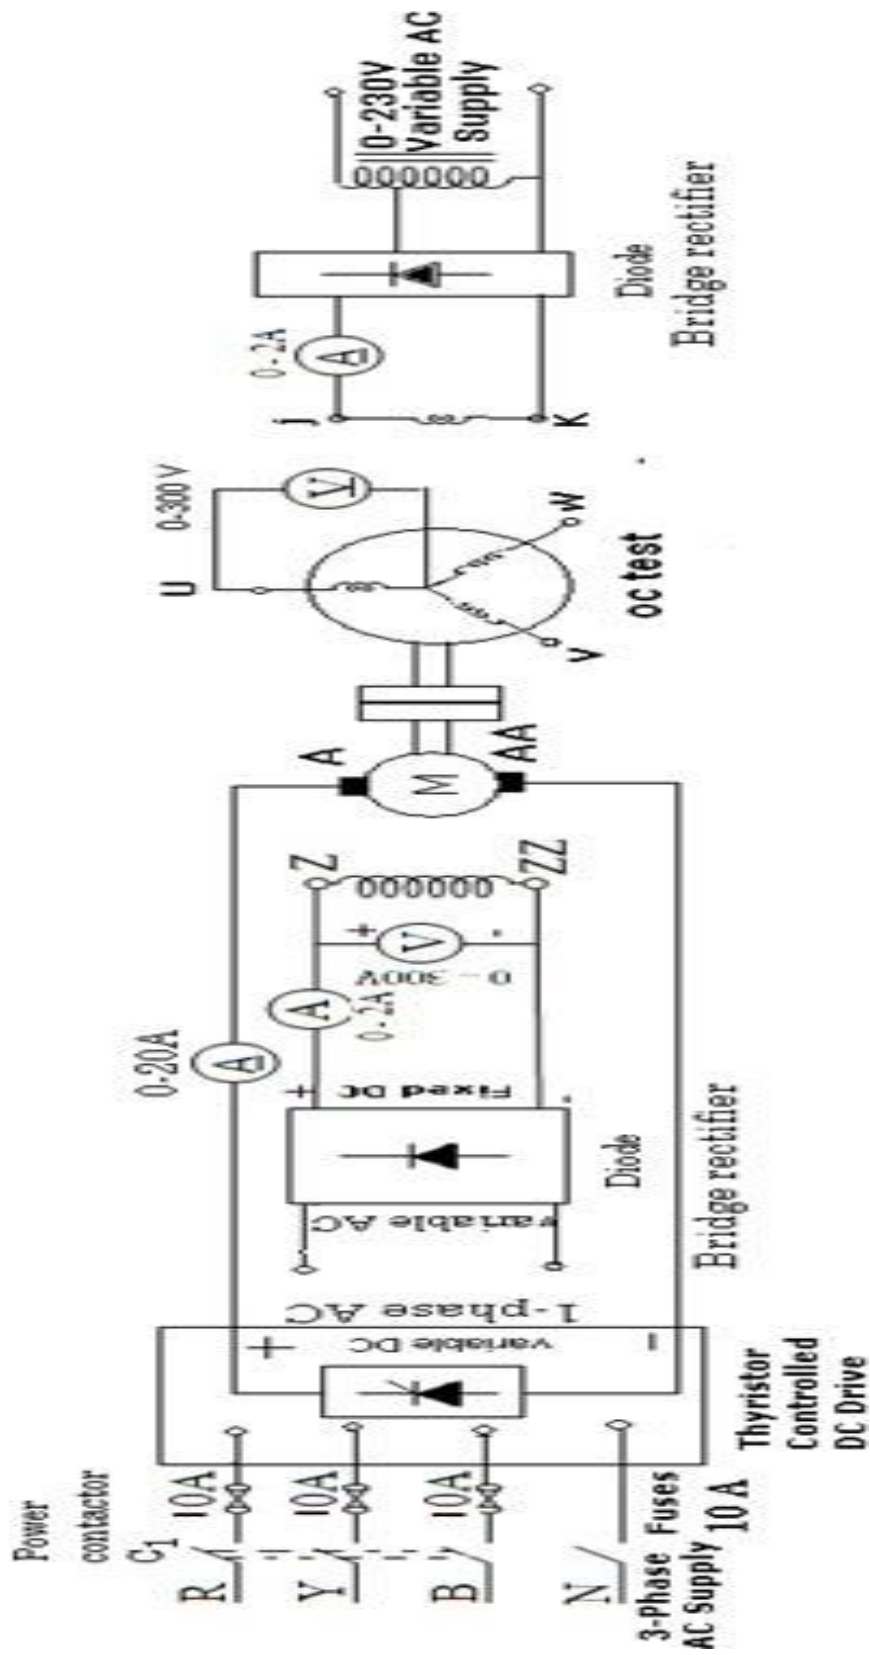 Power
contactor
C1
R
Y
B
N
10A
10A
10A
3-Phase
AC Supply
Fuses
10 A
Thyristor
Controlled
DC Drive
+
variable DC
-
1-phase AC
variable AC
Diode
Bridge rectifier
+
Fixed DC
-
0-20A
A
A
0-2A
0 - 300V
+
V
-
Z
ZZ
A
M
AA
U
V
W
0-300 V
V
oc test
j
K
0-2A
A
Diode
Bridge rectifier
0-230V
Variable AC
Supply